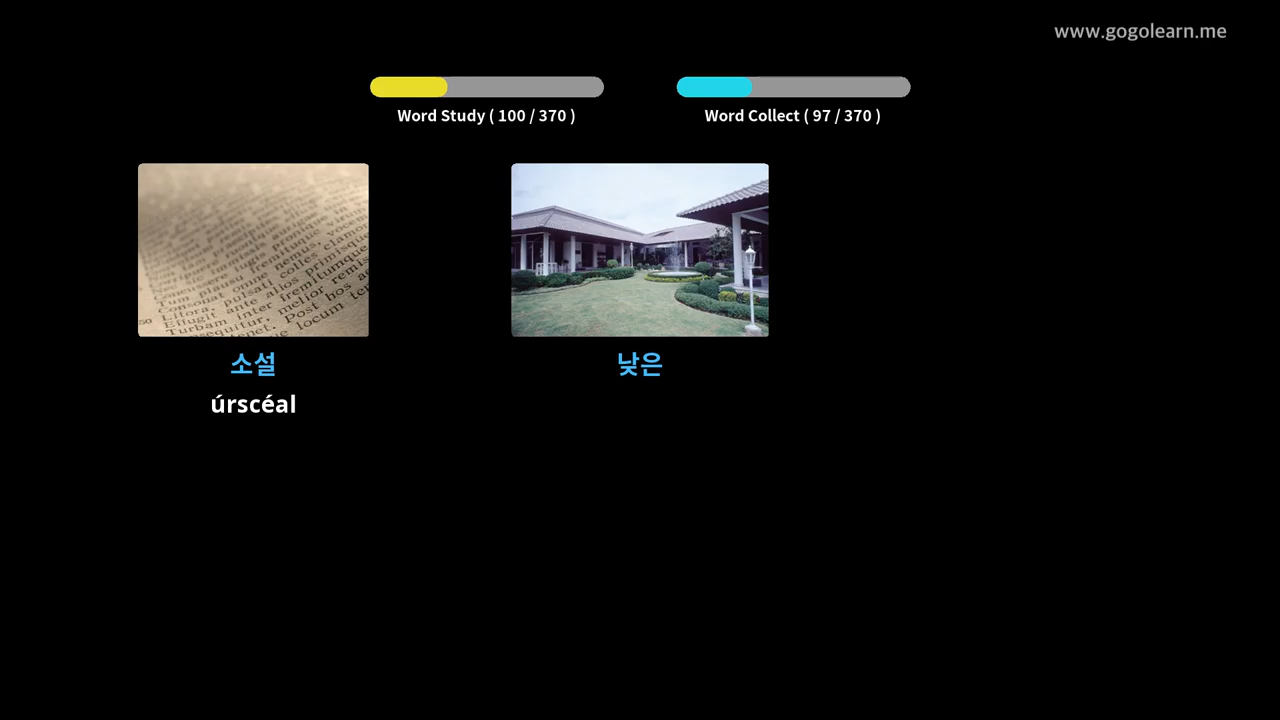 www.gogolearn.me
Word Study ( 100 / 370 )
Word Collect ( 97 / 370 )
소설
úrscéal
낮은